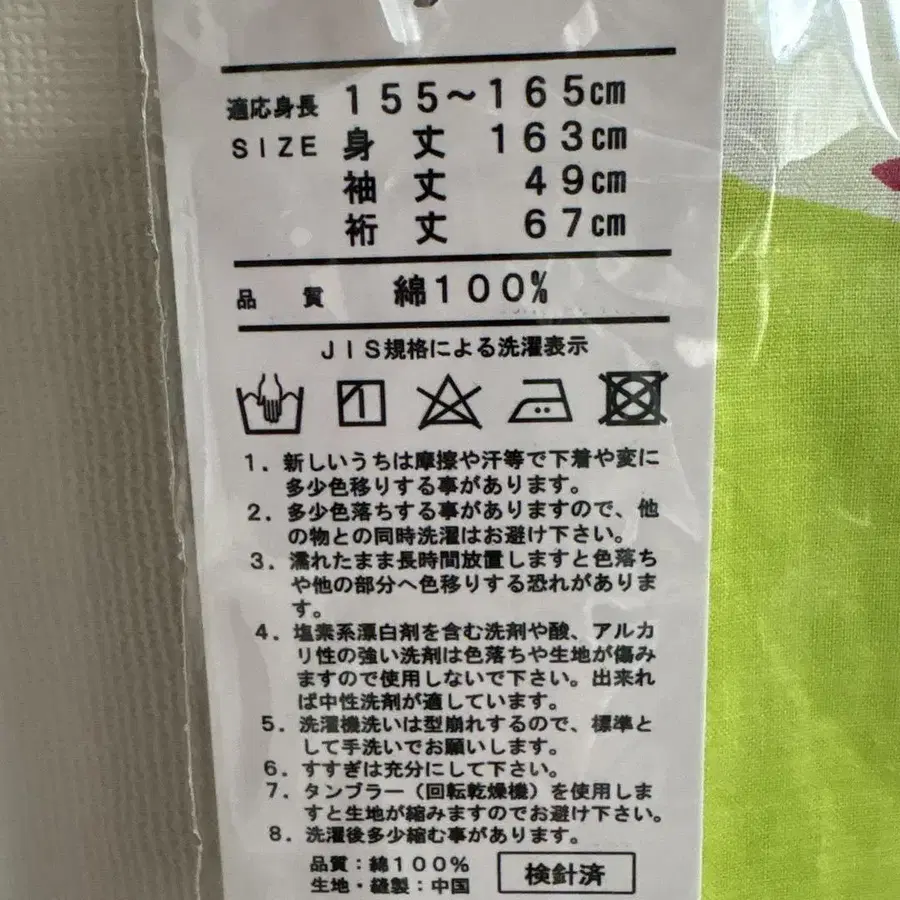 適応身長 155〜165cm
SIZE 身丈 163cm
袖丈 49cm
裄丈 67cm
品質 綿100%
JIS規格による洗濯表示
1．新しいうちは摩擦や汗等で下着や変に
多少色移りする事があります。
2．多少色落ちする事がありますので、他
の物との同時洗濯はお避け下さい。
3．濡れたまま長時間放置しますと色落ち
や他の部分へ色移りする恐れがありま
す。
4．塩素系漂白剤を含む洗剤や酸、アルカ
リ性の強い洗剤は色落ちや生地が傷み
ますので使用しないで下さい。出来れ
ば中性洗剤が適しています。
5．洗濯機洗いは型崩れするので、標準と
して手洗いでお願いします。
6．すすぎは充分にして下さい。
7．タンブラー（回転乾燥機）を使用しま
すと生地が縮みますのでお避け下さい。
8．洗濯後多少縮む事があります。
品質：綿100%
生地・縫製：中国
検針済